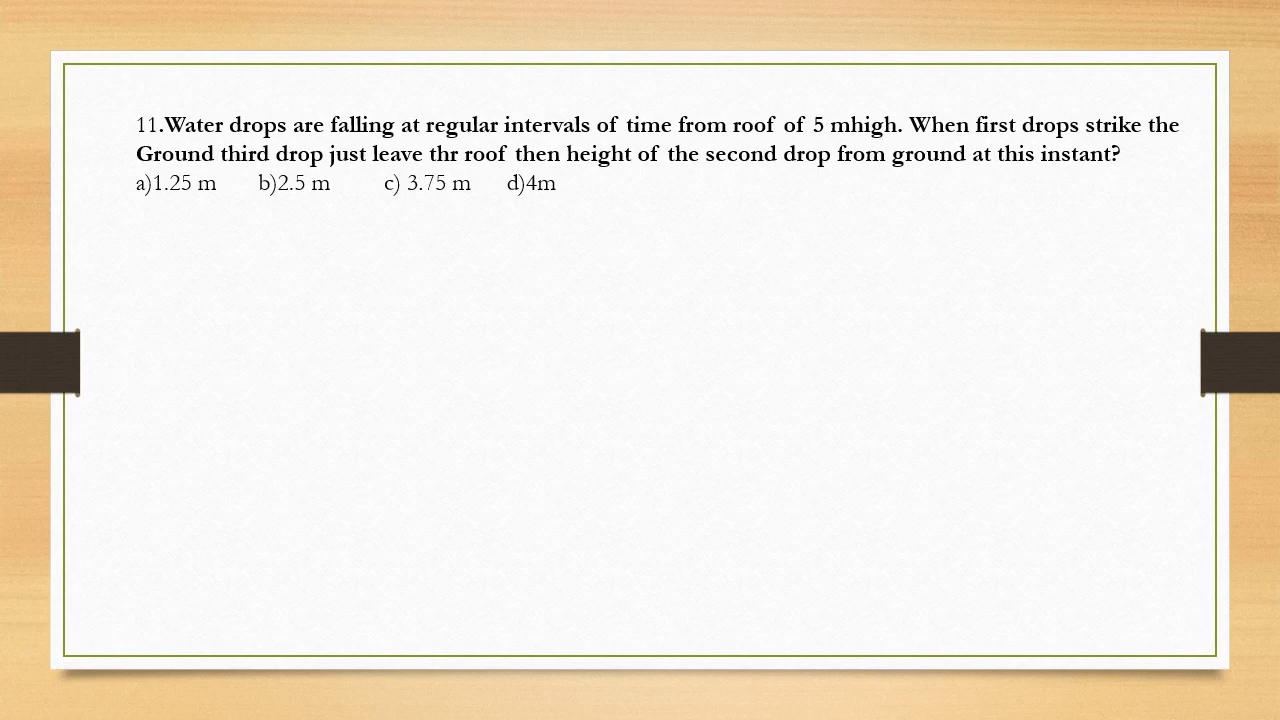 11.Water drops are falling at regular intervals of time from roof of 5 mhigh. When first drops strike the
Ground third drop just leave thr roof then height of the second drop from ground at this instant?
a)1.25 m b)2.5 m c) 3.75 m d)4m